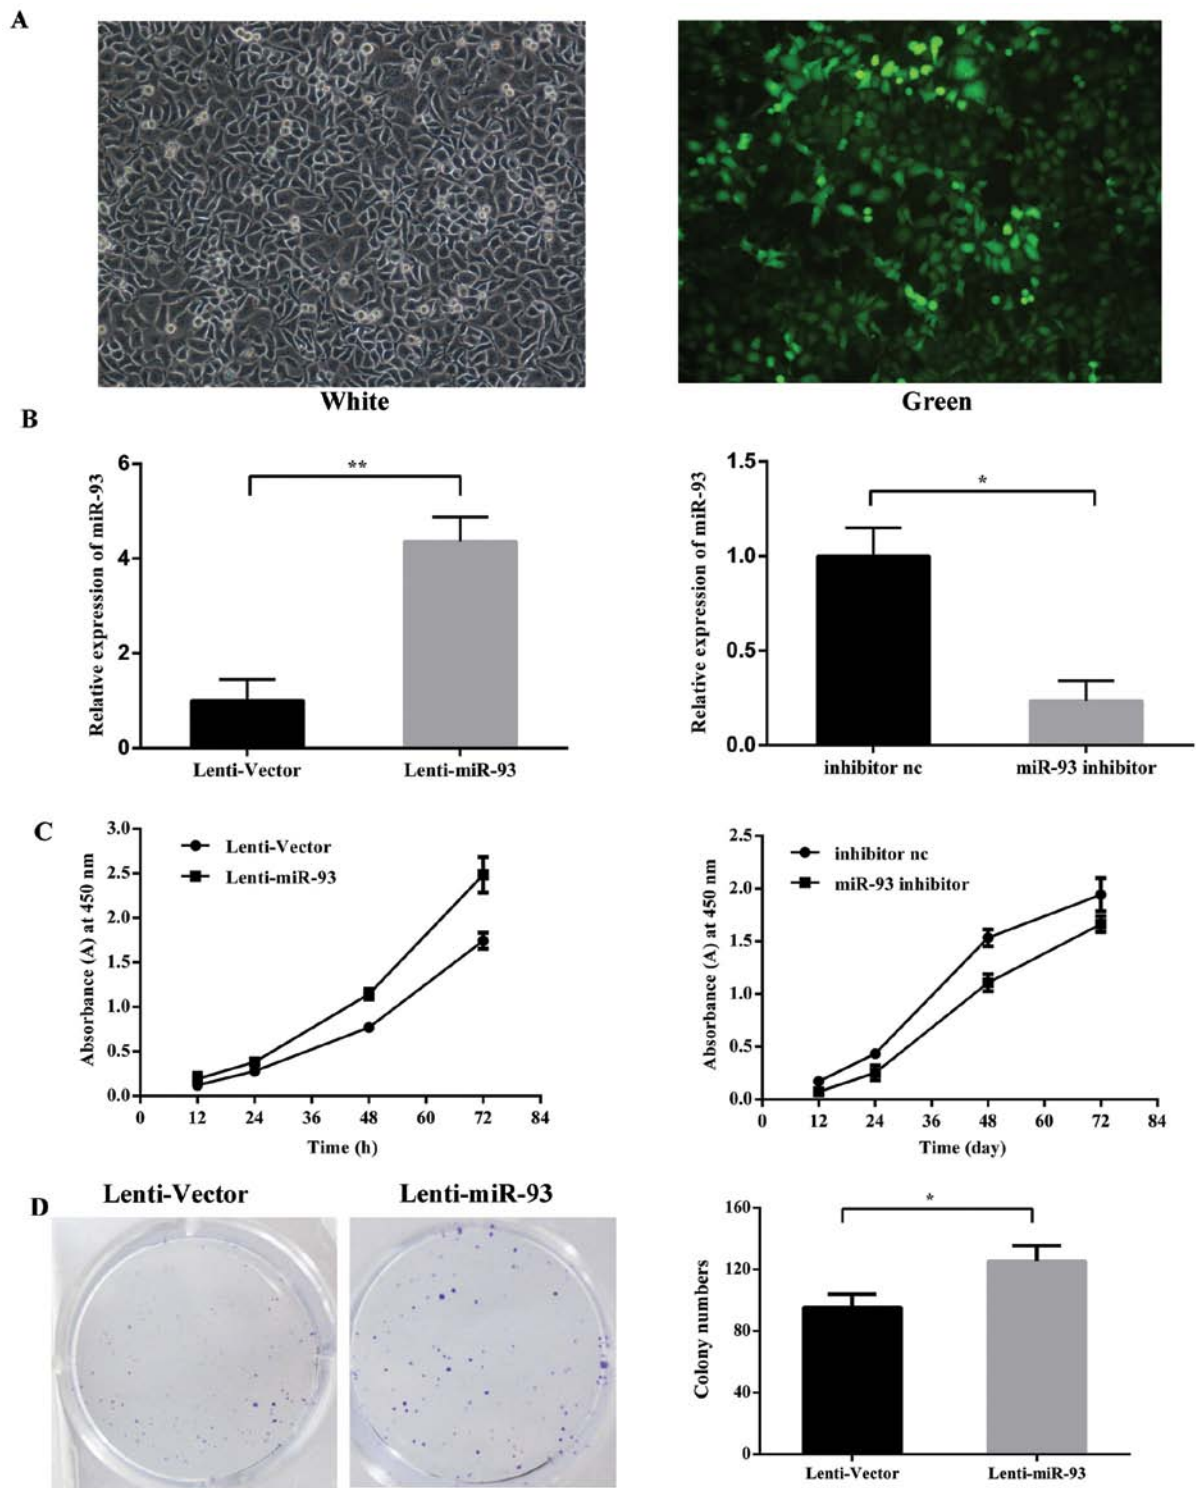 A
White
Green
B
Relative expression of miR-93
6
4
2
0
**
Lenti-Vector
Lenti-miR-93
Relative expression of miR-93
1.5
1.0
0.5
0.0
*
inhibitor nc
miR-93 inhibitor
C
Absorbance (A) at 450 nm
3.0
2.5
2.0
1.5
1.0
0.5
0.0
Lenti-Vector
Lenti-miR-93
0 12 24 36 48 60 72 84
Time (h)
Absorbance (A) at 450 nm
2.5
2.0
1.5
1.0
0.5
0.0
inhibitor nc
miR-93 inhibitor
0 12 24 36 48 60 72 84
Time (day)
D
Lenti-Vector
Lenti-miR-93
Colony numbers
160
120
80
40
0
*
Lenti-Vector
Lenti-miR-93